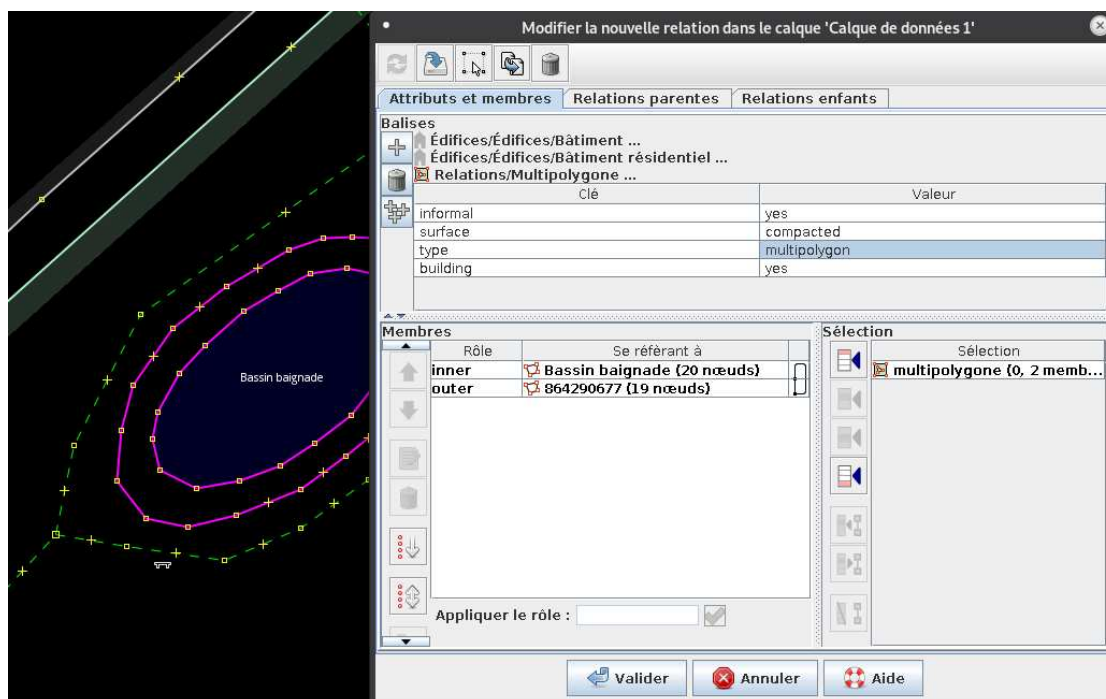 Modifier la nouvelle relation dans le calque 'Calque de données 1'
Attributs et membres Relations parentes Relations enfants
Balises
Édifices/Édifices/Bâtiment ...
Édifices/Édifices/Bâtiment résidentiel ...
Relations/Multipolygone ...
Clé Valeur
informal yes
surface compacted
type multipolygon
building yes
Membres Sélection
Rôle Se réfèrant à Sélection
inner Bassin baignade (20 nœuds) multipolygone (0, 2 memb...
outer 864290677 (19 nœuds)
Bassin baignade
Appliquer le rôle :
Valider Annuler Aide